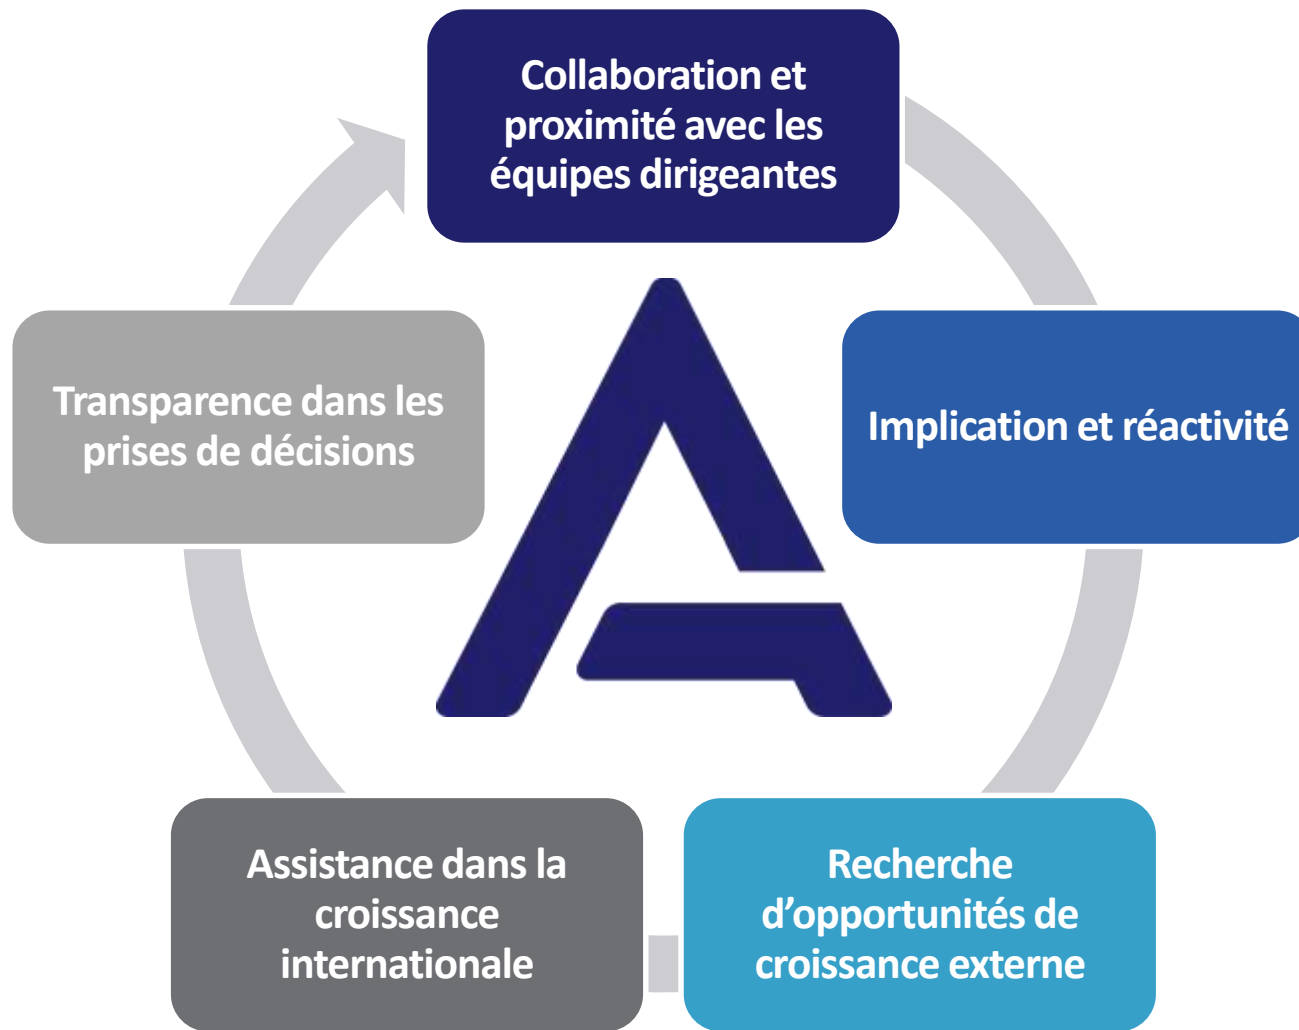 Collaboration et
proximité avec les
équipes dirigeantes
Implication et réactivité
Recherche
d’opportunités de
croissance externe
Assistance dans la
croissance
internationale
Transparence dans les
prises de décisions